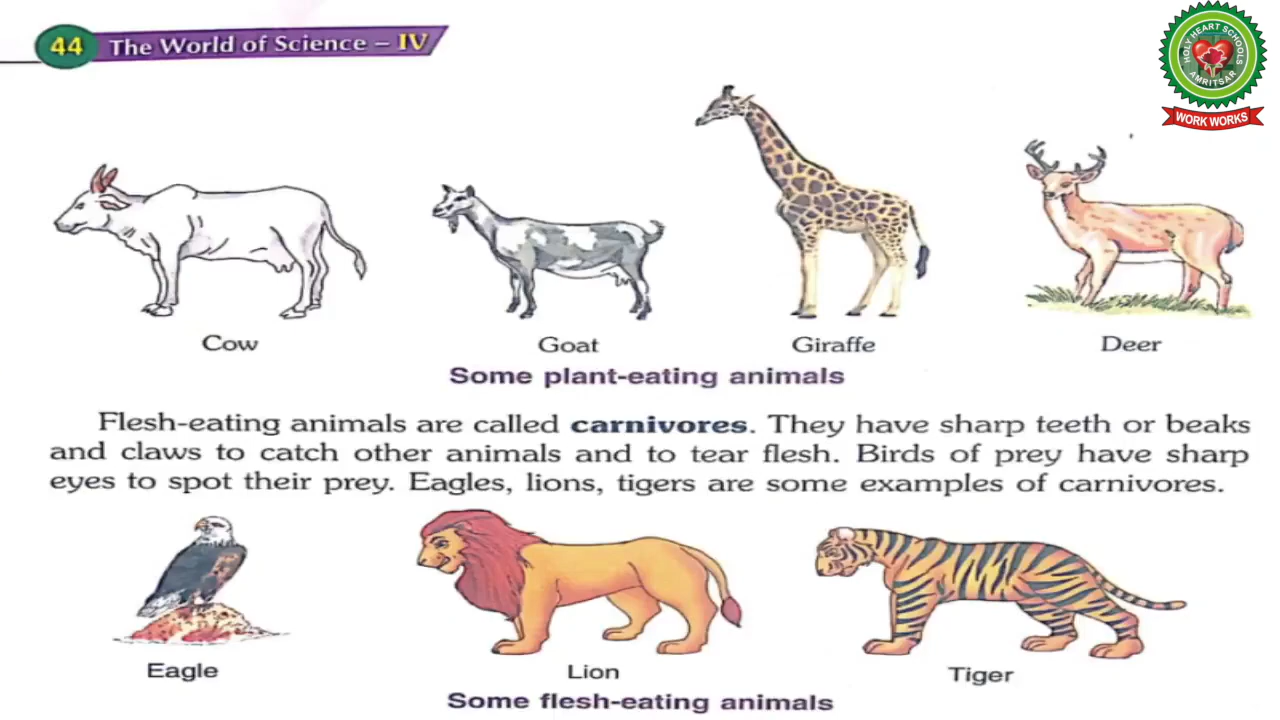 44 The World of Science – IV
HOLY HEART SCHOOLS
AMRITSAR
WORK WORKS
Cow
Goat
Giraffe
Deer
Some plant-eating animals
Flesh-eating animals are called carnivores. They have sharp teeth or beaks
and claws to catch other animals and to tear flesh. Birds of prey have sharp
eyes to spot their prey. Eagles, lions, tigers are some examples of carnivores.
Eagle
Lion
Tiger
Some flesh-eating animals